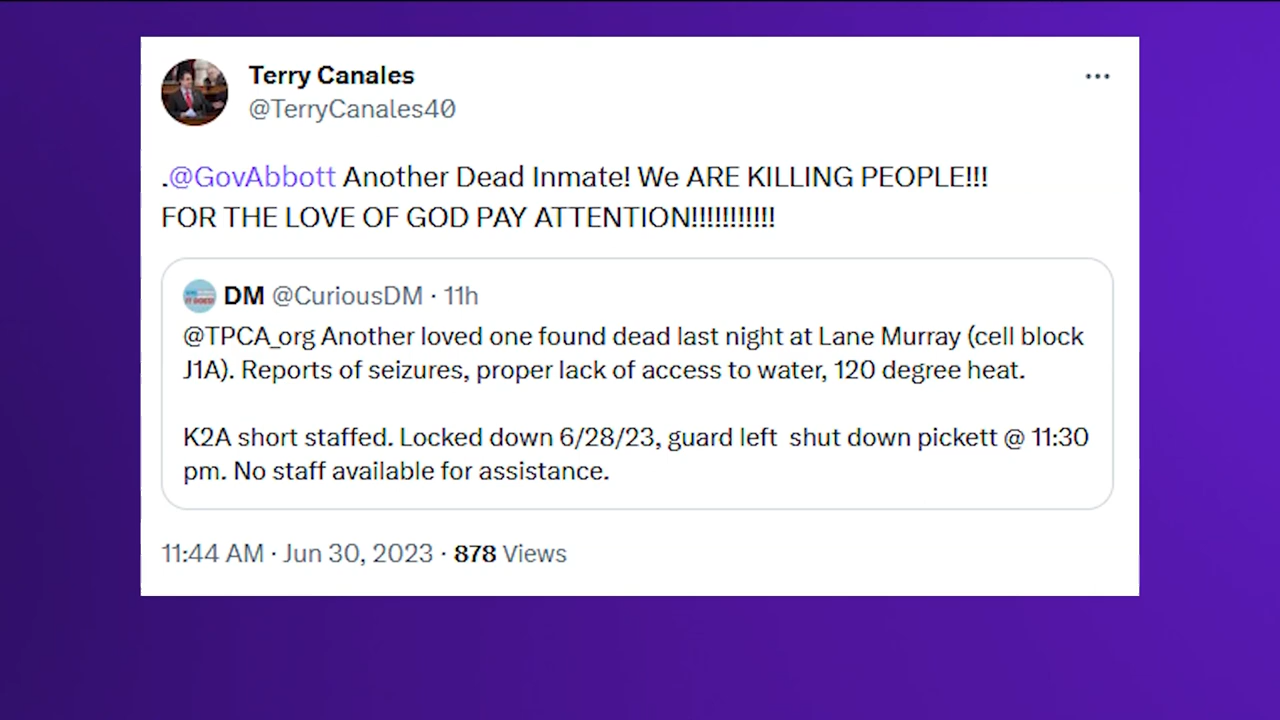 Terry Canales
@TerryCanales40
.@GovAbbott Another Dead Inmate! We ARE KILLING PEOPLE!!!
FOR THE LOVE OF GOD PAY ATTENTION!!!!!!!!!!!
DM @CuriousDM · 11h
@TPCA_org Another loved one found dead last night at Lane Murray (cell block
J1A). Reports of seizures, proper lack of access to water, 120 degree heat.
K2A short staffed. Locked down 6/28/23, guard left shut down pickett @ 11:30
pm. No staff available for assistance.
11:44 AM · Jun 30, 2023 · 878 Views